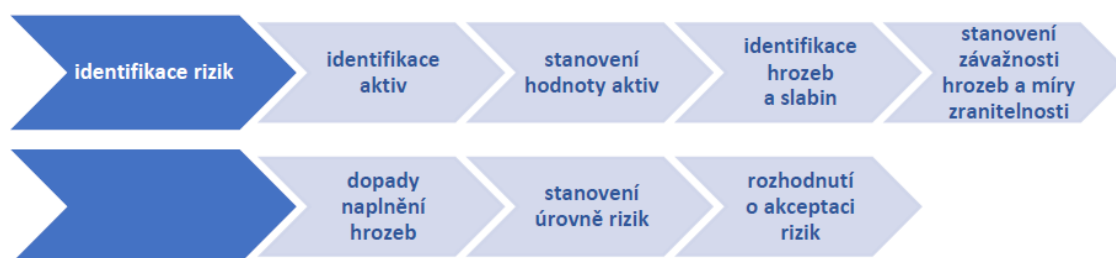 identifikace rizik
identifikace
aktiv
stanovení
hodnoty aktiv
identifikace
hrozeb
a slabin
stanovení
závažnosti
hrozeb a míry
zranitelnosti
dopady
naplnění
hrozeb
stanovení
úrovně rizik
rozhodnutí
o akceptaci
rizik